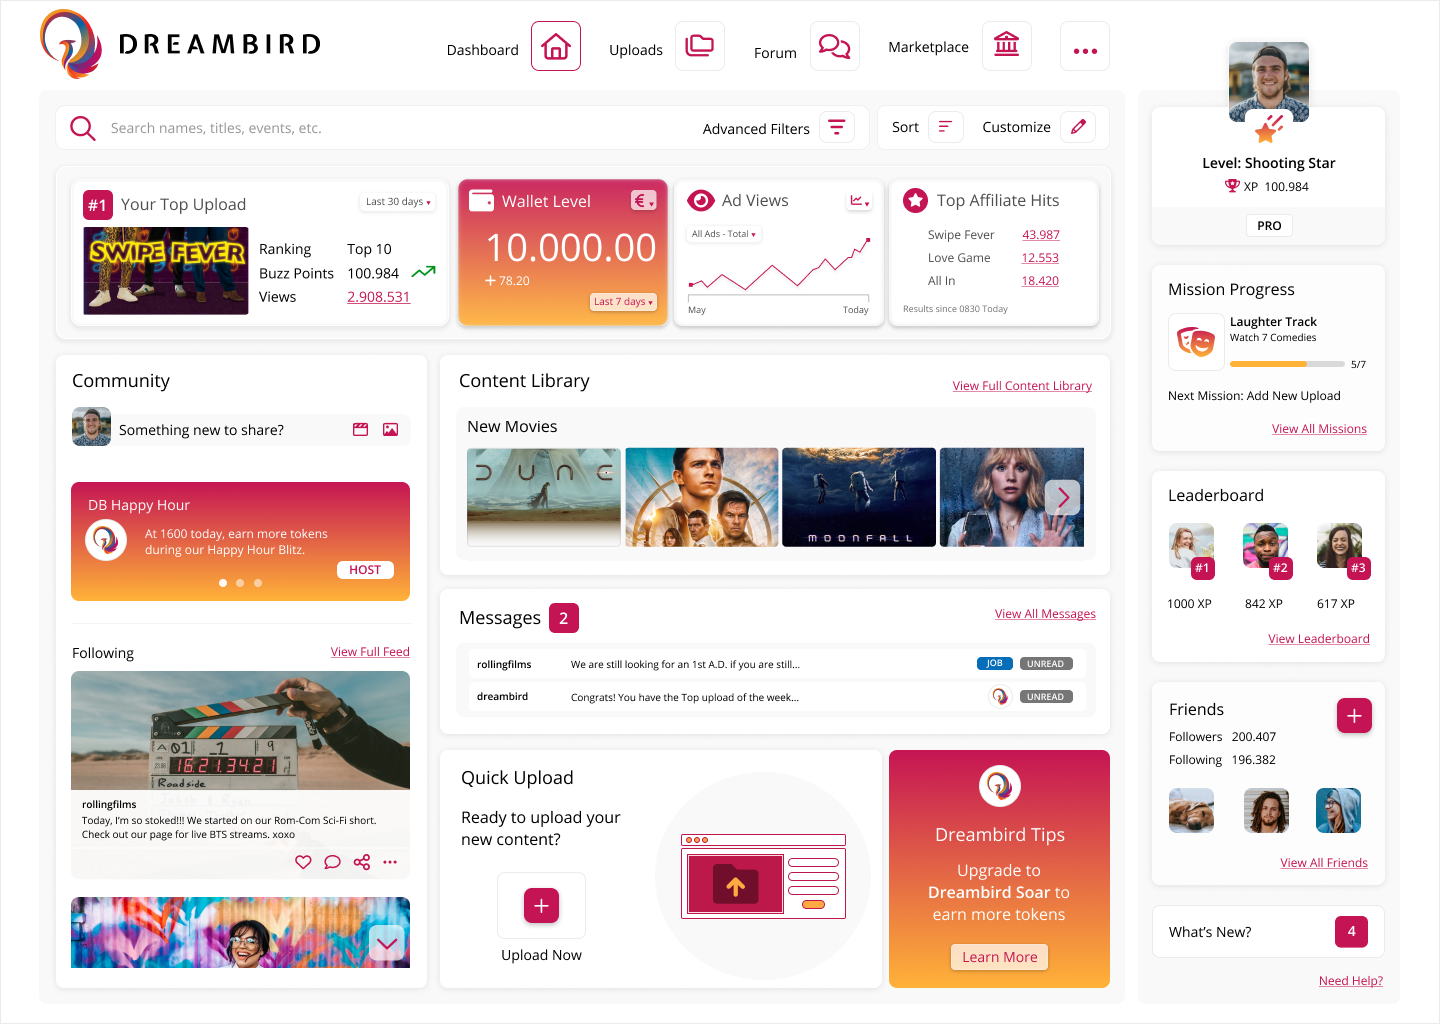 DREAMBIRD
Dashboard
Uploads
Forum
Marketplace
Search names, titles, events, etc.
Advanced Filters
Sort
Customize
#1 Your Top Upload
Last 30 days
SWIPE FEVER
Ranking Top 10
Buzz Points 100.984
Views 2.908.531
Wallet Level
€
10.000.00
+ 78.20
Last 7 days
Ad Views
All Ads - Total
May Today
Top Affiliate Hits
Swipe Fever 43.987
Love Game 12.553
All In 18.420
Results since 0830 Today
Community
Something new to share?
DB Happy Hour
At 1600 today, earn more tokens
during our Happy Hour Blitz.
HOST
Following
View Full Feed
A 01 1 9
16:21:34:21
Roadside
rollingfilms
Today, I'm so stoked!!! We started on our Rom-Com Sci-Fi short.
Check out our page for live BTS streams. xoxo
Content Library
View Full Content Library
New Movies
DUNE
MOONFALL
Messages 2
View All Messages
rollingfilms We are still looking for an 1st A.D. if you are still... JOB UNREAD
dreambird Congrats! You have the Top upload of the week... UNREAD
Quick Upload
Ready to upload your
new content?
Upload Now
Dreambird Tips
Upgrade to
Dreambird Soar to
earn more tokens
Learn More
Level: Shooting Star
XP 100.984
PRO
Mission Progress
Laughter Track
Watch 7 Comedies
5/7
Next Mission: Add New Upload
View All Missions
Leaderboard
#1 #2 #3
1000 XP 842 XP 617 XP
View Leaderboard
Friends
Followers 200.407
Following 196.382
View All Friends
What's New? 4
Need Help?